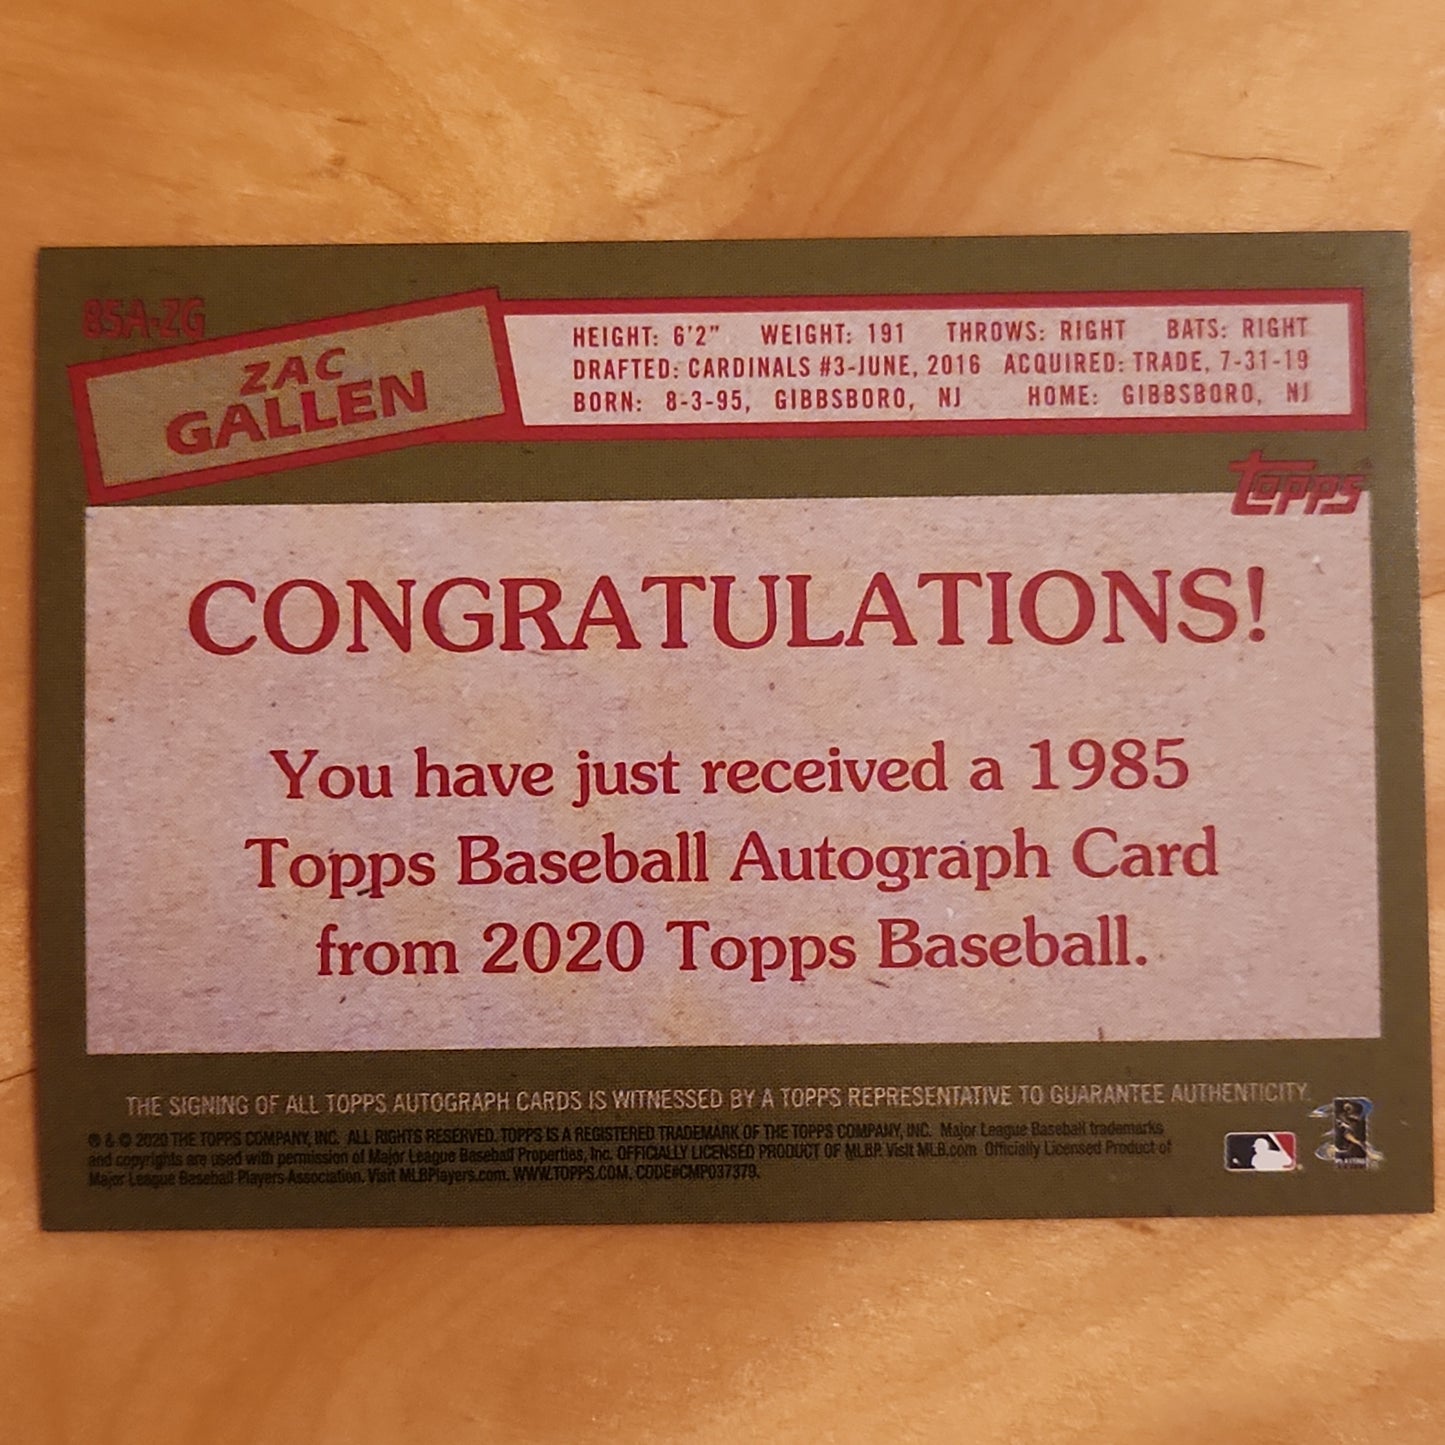 85A-ZG
ZAC
GALLEN
HEIGHT: 6'2" WEIGHT: 191 THROWS: RIGHT BATS: RIGHT
DRAFTED: CARDINALS #3-JUNE, 2016 ACQUIRED: TRADE, 7-31-19
BORN: 8-3-95, GIBBSBORO, NJ HOME: GIBBSBORO, NJ
topps
CONGRATULATIONS!
You have just received a 1985
Topps Baseball Autograph Card
from 2020 Topps Baseball.
THE SIGNING OF ALL TOPPS AUTOGRAPH CARDS IS WITNESSED BY A TOPPS REPRESENTATIVE TO GUARANTEE AUTHENTICITY.
® & © 2020 THE TOPPS COMPANY, INC. ALL RIGHTS RESERVED. TOPPS IS A REGISTERED TRADEMARK OF THE TOPPS COMPANY, INC. Major League Baseball trademarks
and copyrights are used with permission of Major League Baseball Properties, Inc. OFFICIALLY LICENSED PRODUCT OF MLBP. Visit MLB.com Officially Licensed Product of
Major League Baseball Players Association. Visit MLBPlayers.com. WWW.TOPPS.COM. CODE#CMP037379.